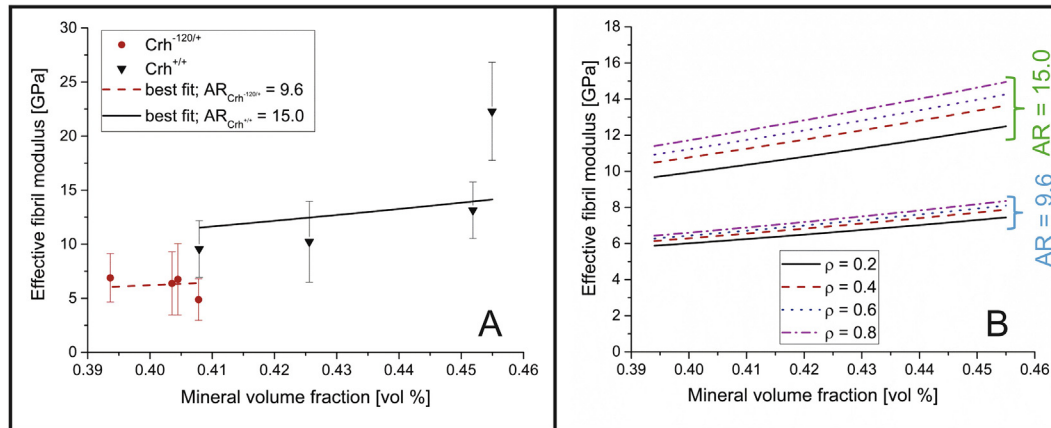 Effective fibril modulus [GPa]
30
25
20
15
10
5
0
Crh-120/+
Crh+/+
best fit; ARCrh-120/+ = 9.6
best fit; ARCrh+/+ = 15.0
A
0.39 0.40 0.41 0.42 0.43 0.44 0.45 0.46
Mineral volume fraction [vol %]
Effective fibril modulus [GPa]
18
16
14
12
10
8
6
4
2
0
AR = 15.0
AR = 9.6
ρ = 0.2
ρ = 0.4
ρ = 0.6
ρ = 0.8
B
0.39 0.40 0.41 0.42 0.43 0.44 0.45 0.46
Mineral volume fraction [vol %]